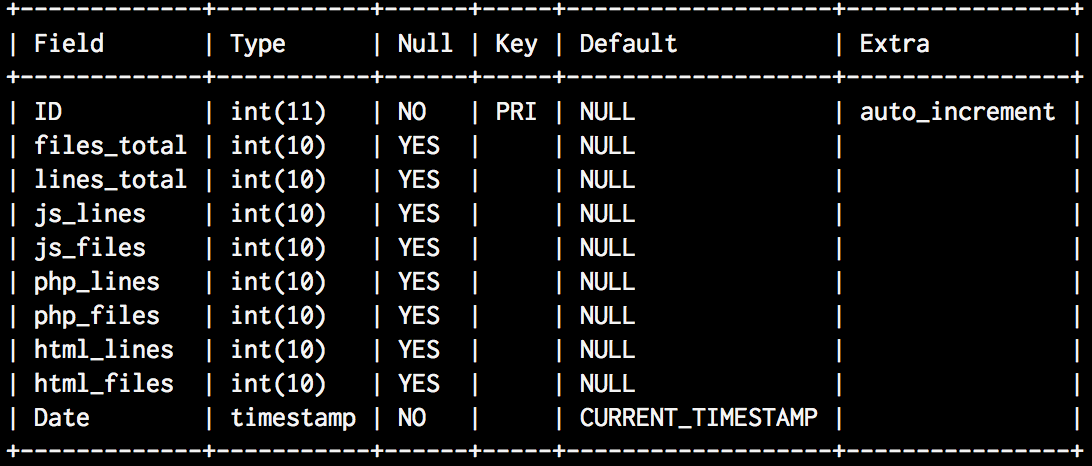 +-------------+-----------+------+-----+-------------------+----------------+
| Field       | Type      | Null | Key | Default           | Extra          |
+-------------+-----------+------+-----+-------------------+----------------+
| ID          | int(11)   | NO   | PRI | NULL              | auto_increment |
| files_total | int(10)   | YES  |     | NULL              |                |
| lines_total | int(10)   | YES  |     | NULL              |                |
| js_lines    | int(10)   | YES  |     | NULL              |                |
| js_files    | int(10)   | YES  |     | NULL              |                |
| php_lines   | int(10)   | YES  |     | NULL              |                |
| php_files   | int(10)   | YES  |     | NULL              |                |
| html_lines  | int(10)   | YES  |     | NULL              |                |
| html_files  | int(10)   | YES  |     | NULL              |                |
| Date        | timestamp | NO   |     | CURRENT_TIMESTAMP |                |
+-------------+-----------+------+-----+-------------------+----------------+